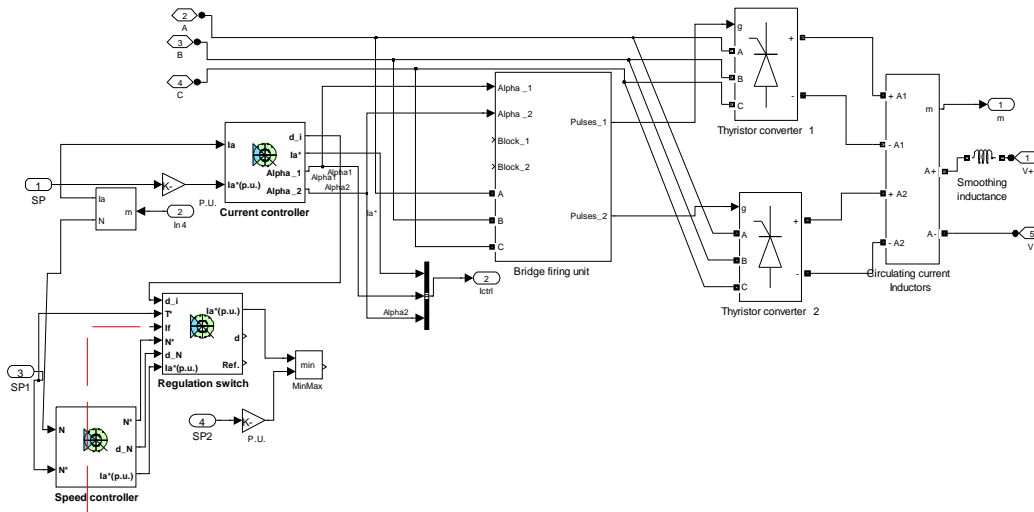 2
A
3
B
4
C
g
A
B
C
+
-
Thyristor converter 1
Alpha _1
Alpha _2
Block_1
Block_2
A
B
C
Pulses_1
Pulses_2
Bridge firing unit
+ A1
- A1
+ A2
- A2
m
A+
A-
Circulating current
Inductors
1
m
1
V+
Smoothing
inductance
5
V
Ia
Ia*(p.u.)
d_i
Ia*
Alpha_1
Alpha_2
Current controller
Alpha1
Alpha1
Alpha2
Ia*
1
SP
K-
P.U.
Ia
N
m
2
In 4
g
A
B
C
+
-
Thyristor converter 2
2
Ictrl
Alpha2
d_i
T*
If
N*
d_N
Ia*(p.u.)
Ia*(p.u.)
d
Ref.
Regulation switch
min
MinMax
3
SP1
4
SP2
K-
P.U.
N
N*
N*
d_N
Ia*(p.u.)
Speed controller